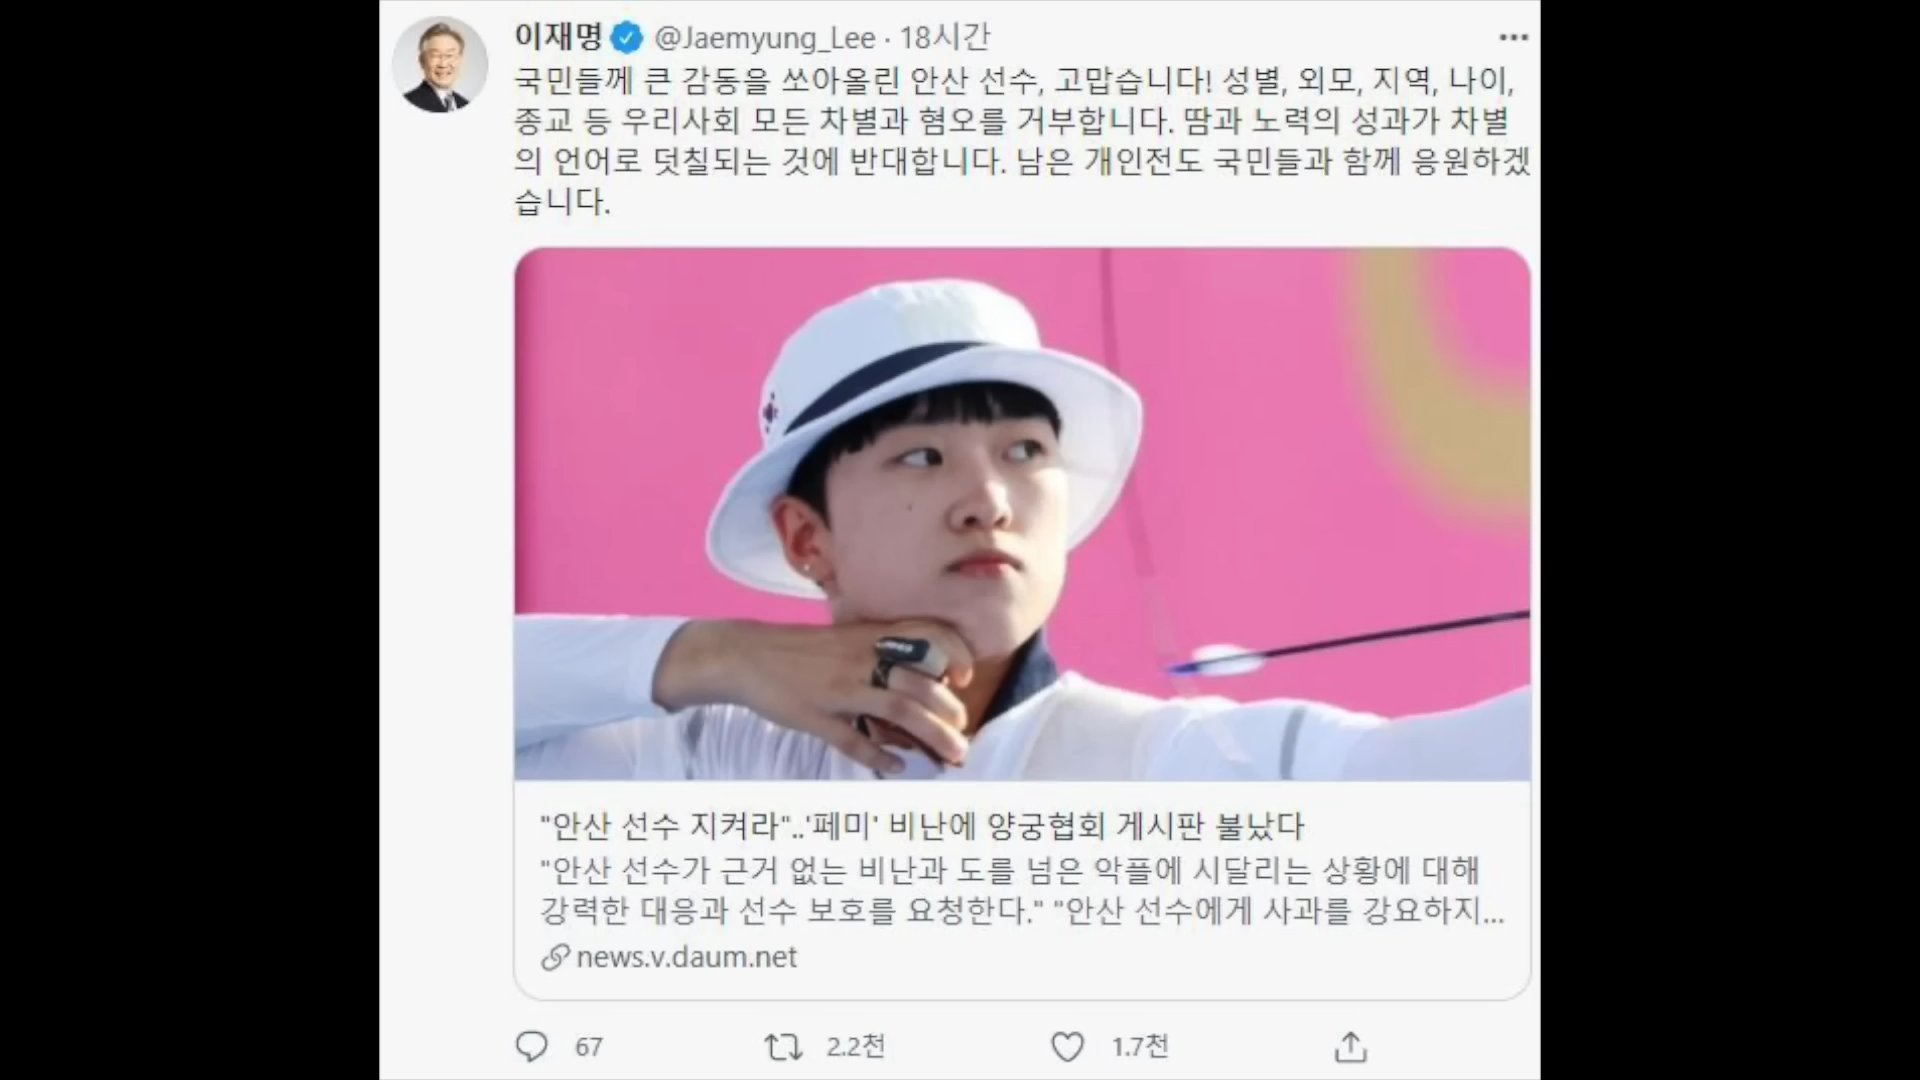 이재명 @Jaemyung_Lee · 18시간
국민들께 큰 감동을 쏘아올린 안산 선수, 고맙습니다! 성별, 외모, 지역, 나이,
종교 등 우리사회 모든 차별과 혐오를 거부합니다. 땀과 노력의 성과가 차별
의 언어로 덧칠되는 것에 반대합니다. 남은 개인전도 국민들과 함께 응원하겠
습니다.
"안산 선수 지켜라"..'페미' 비난에 양궁협회 게시판 불났다
"안산 선수가 근거 없는 비난과 도를 넘은 악플에 시달리는 상황에 대해
강력한 대응과 선수 보호를 요청한다." "안산 선수에게 사과를 강요하지...
news.v.daum.net
67 2.2천 1.7천